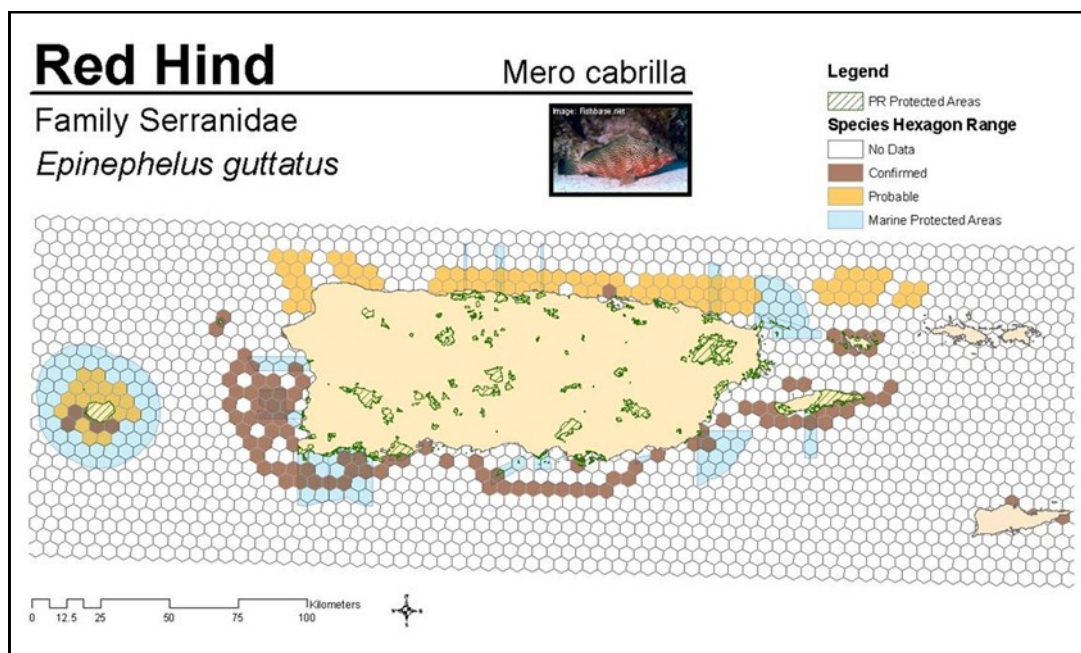 Red Hind
Mero cabrilla
Family Serranidae
Epinephelus guttatus
Image: Fishbase.net
Legend
PR Protected Areas
Species Hexagon Range
No Data
Confirmed
Probable
Marine Protected Areas
Kilometers
0 12.5 25 50 75 100